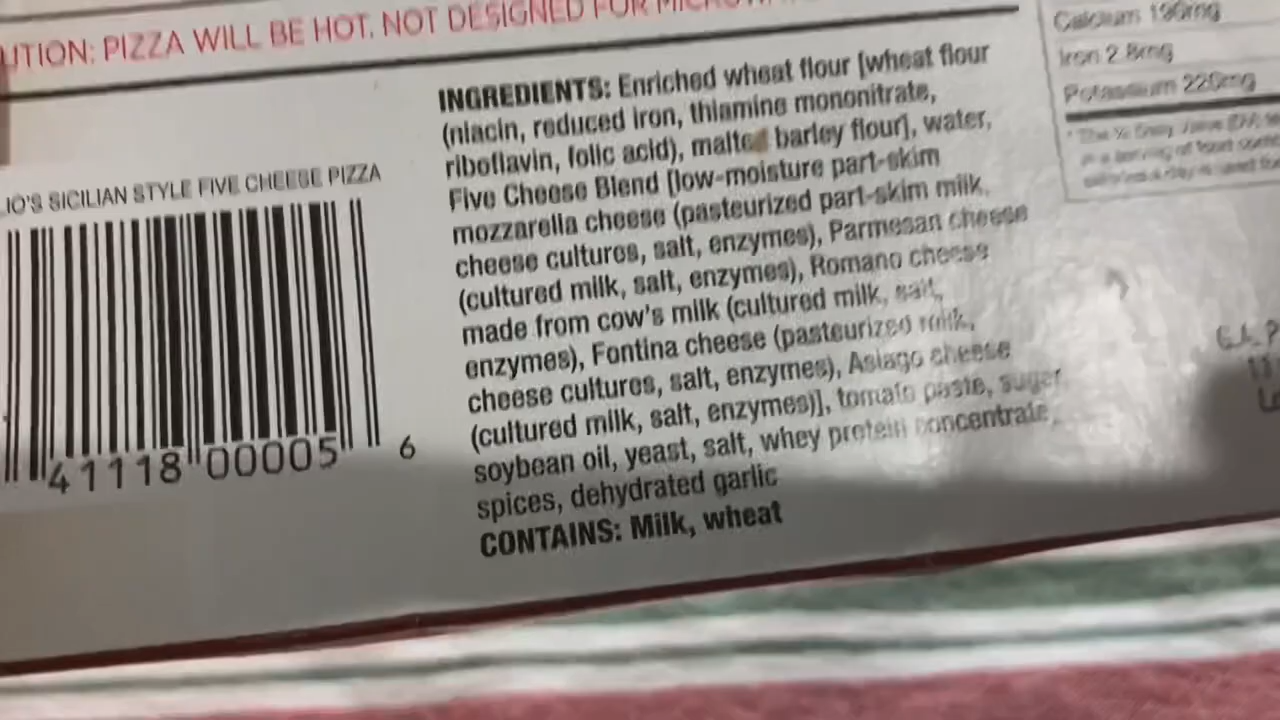 UTION: PIZZA WILL BE HOT. NOT DESIGNED FOR
IO'S SICILIAN STYLE FIVE CHEESE PIZZA
41118 00005 6
INGREDIENTS: Enriched wheat flour [wheat flour
(niacin, reduced iron, thiamine mononitrate,
riboflavin, folic acid), malted barley flour], water,
Five Cheese Blend [low-moisture part-skim
mozzarella cheese (pasteurized part-skim milk,
cheese cultures, salt, enzymes), Parmesan cheese
(cultured milk, salt, enzymes), Romano cheese
made from cow's milk (cultured milk, salt,
enzymes), Fontina cheese (pasteurized milk,
cheese cultures, salt, enzymes), Asiago cheese
(cultured milk, salt, enzymes)], tomato paste, sugar,
soybean oil, yeast, salt, whey protein concentrate,
spices, dehydrated garlic
CONTAINS: Milk, wheat
Calcium 190mg
Iron 2.8mg
Potassium 220mg